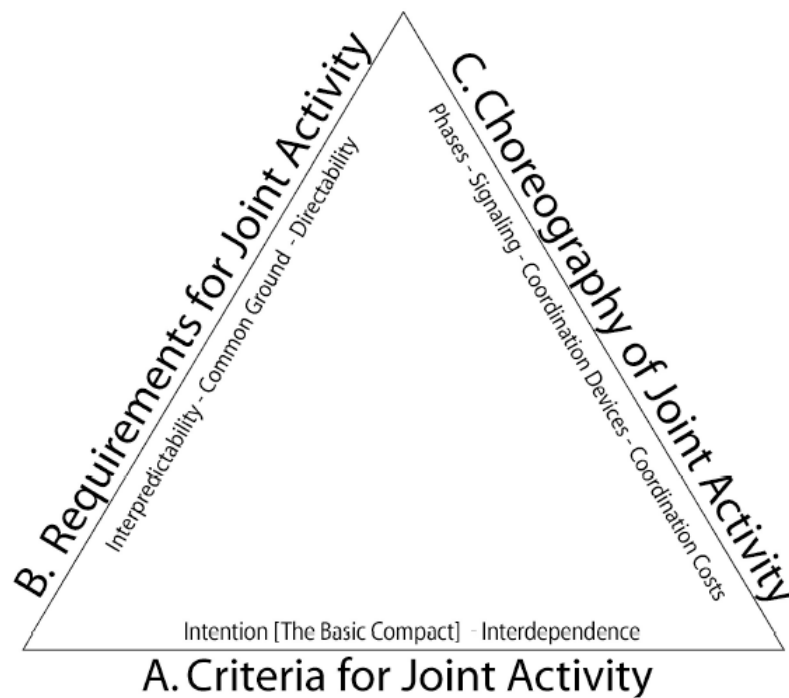 B. Requirements for Joint Activity
Interpredictability - Common Ground - Directability
C. Choreography of Joint Activity
Phases - Signaling - Coordination Devices - Coordination Costs
Intention [The Basic Compact] - Interdependence
A. Criteria for Joint Activity